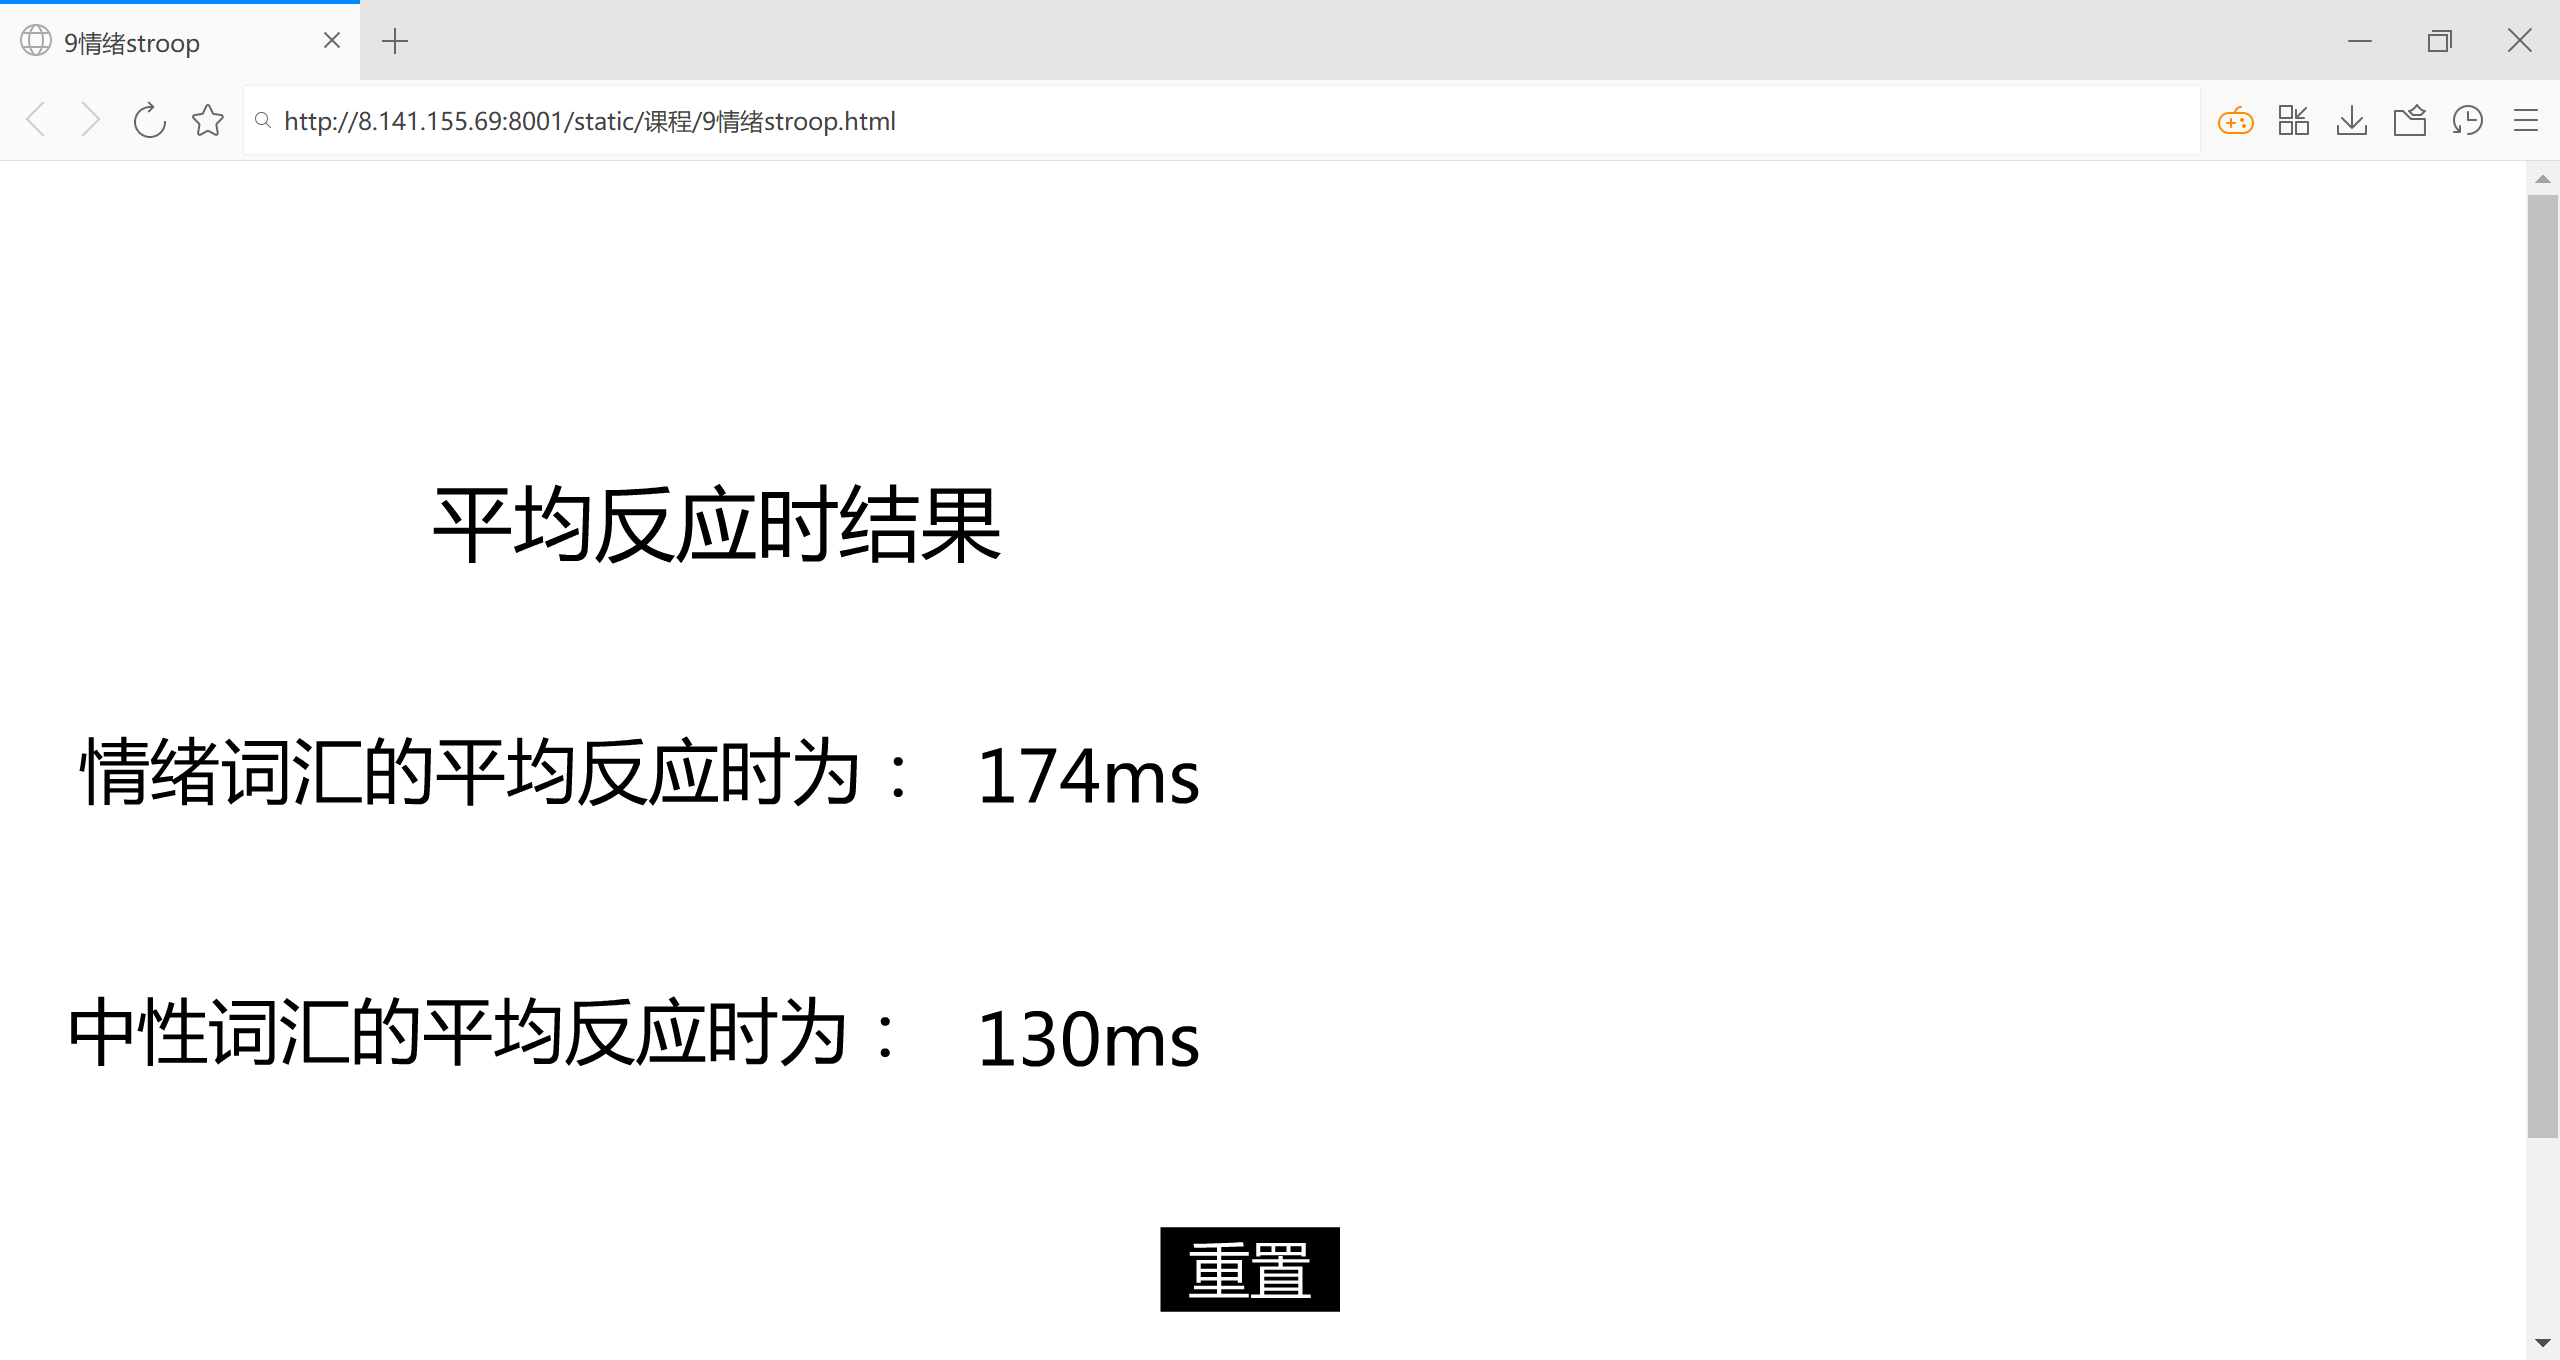 9情绪stroop
http://8.141.155.69:8001/static/课程/9情绪stroop.html
平均反应时结果
情绪词汇的平均反应时为： 174ms
中性词汇的平均反应时为： 130ms
重置